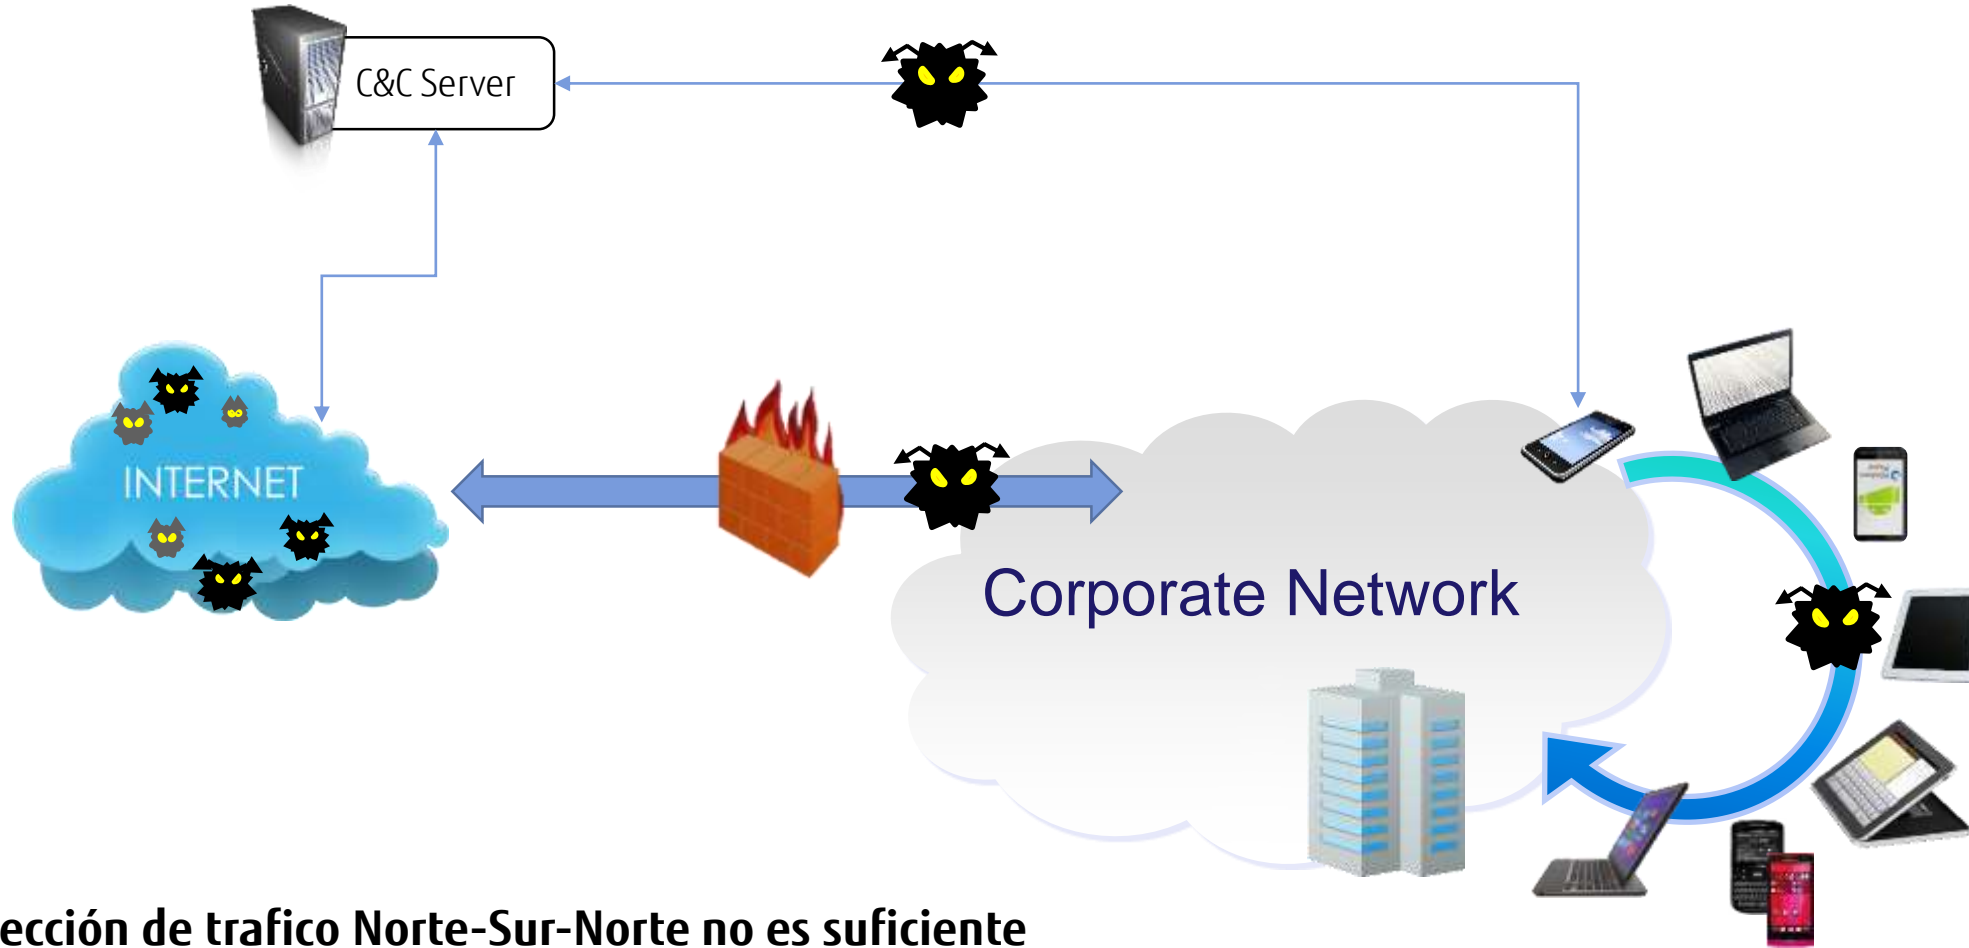 C&C Server
INTERNET
Corporate Network
ección de trafico Norte-Sur-Norte no es suficiente